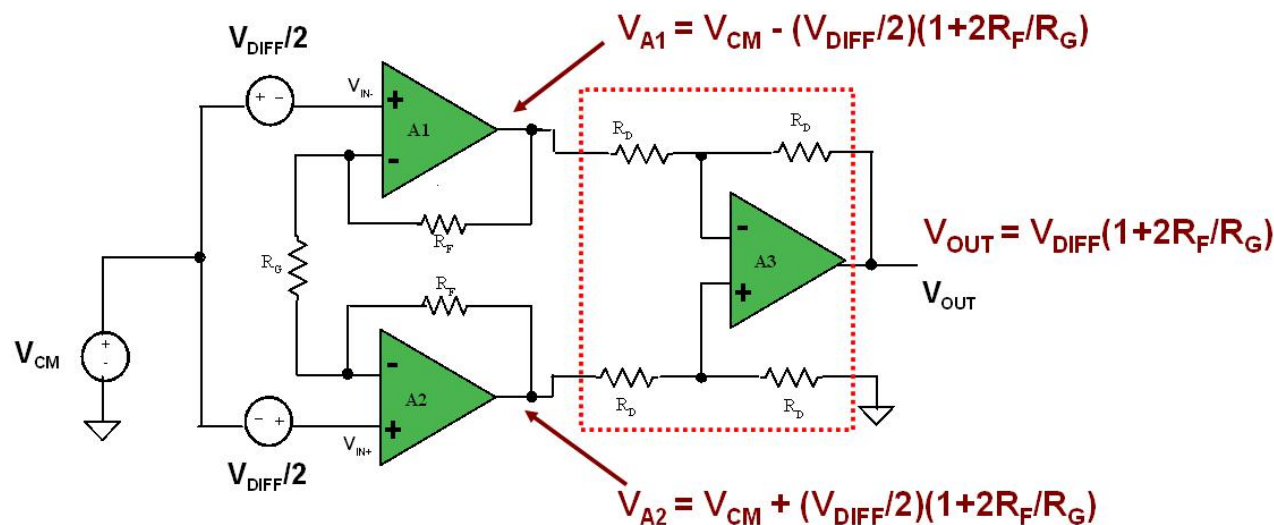 V_A1 = V_CM - (V_DIFF/2)(1+2R_F/R_G)
V_DIFF/2
+ -
V_IN-
+
A1
-
R_F
R_D
R_D
R_G
R_F
-
A3
+
V_OUT = V_DIFF(1+2R_F/R_G)
V_OUT
V_CM
+
-
-
A2
+
R_D
R_D
- +
V_IN+
V_DIFF/2
V_A2 = V_CM + (V_DIFF/2)(1+2R_F/R_G)